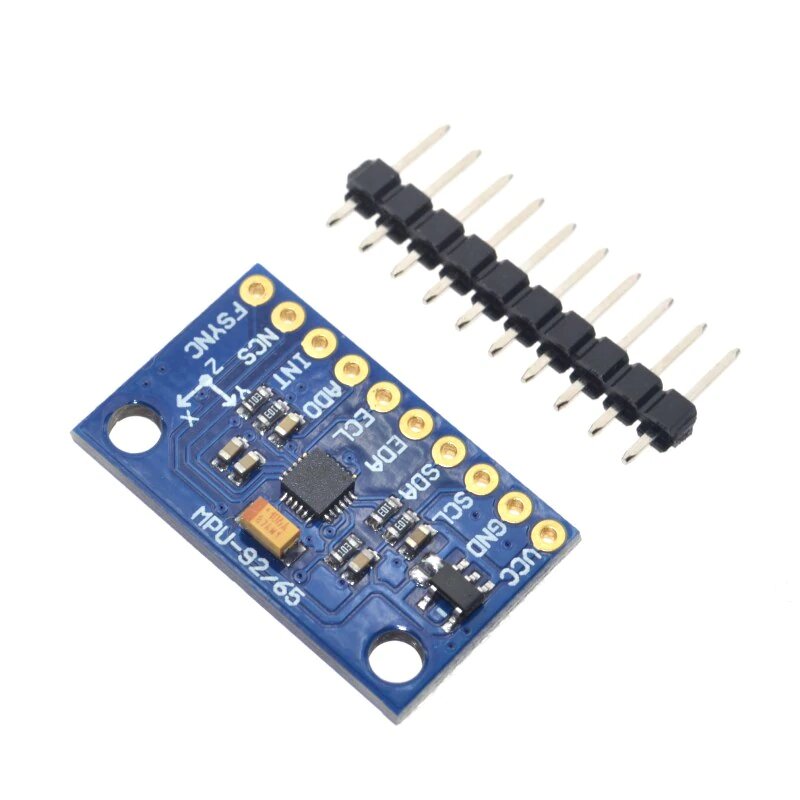 FSYNC
NCS
INT
ADO
ECL
EDA
SDA
SCL
GND
VCC
Z
Y
X
MPU-92/65